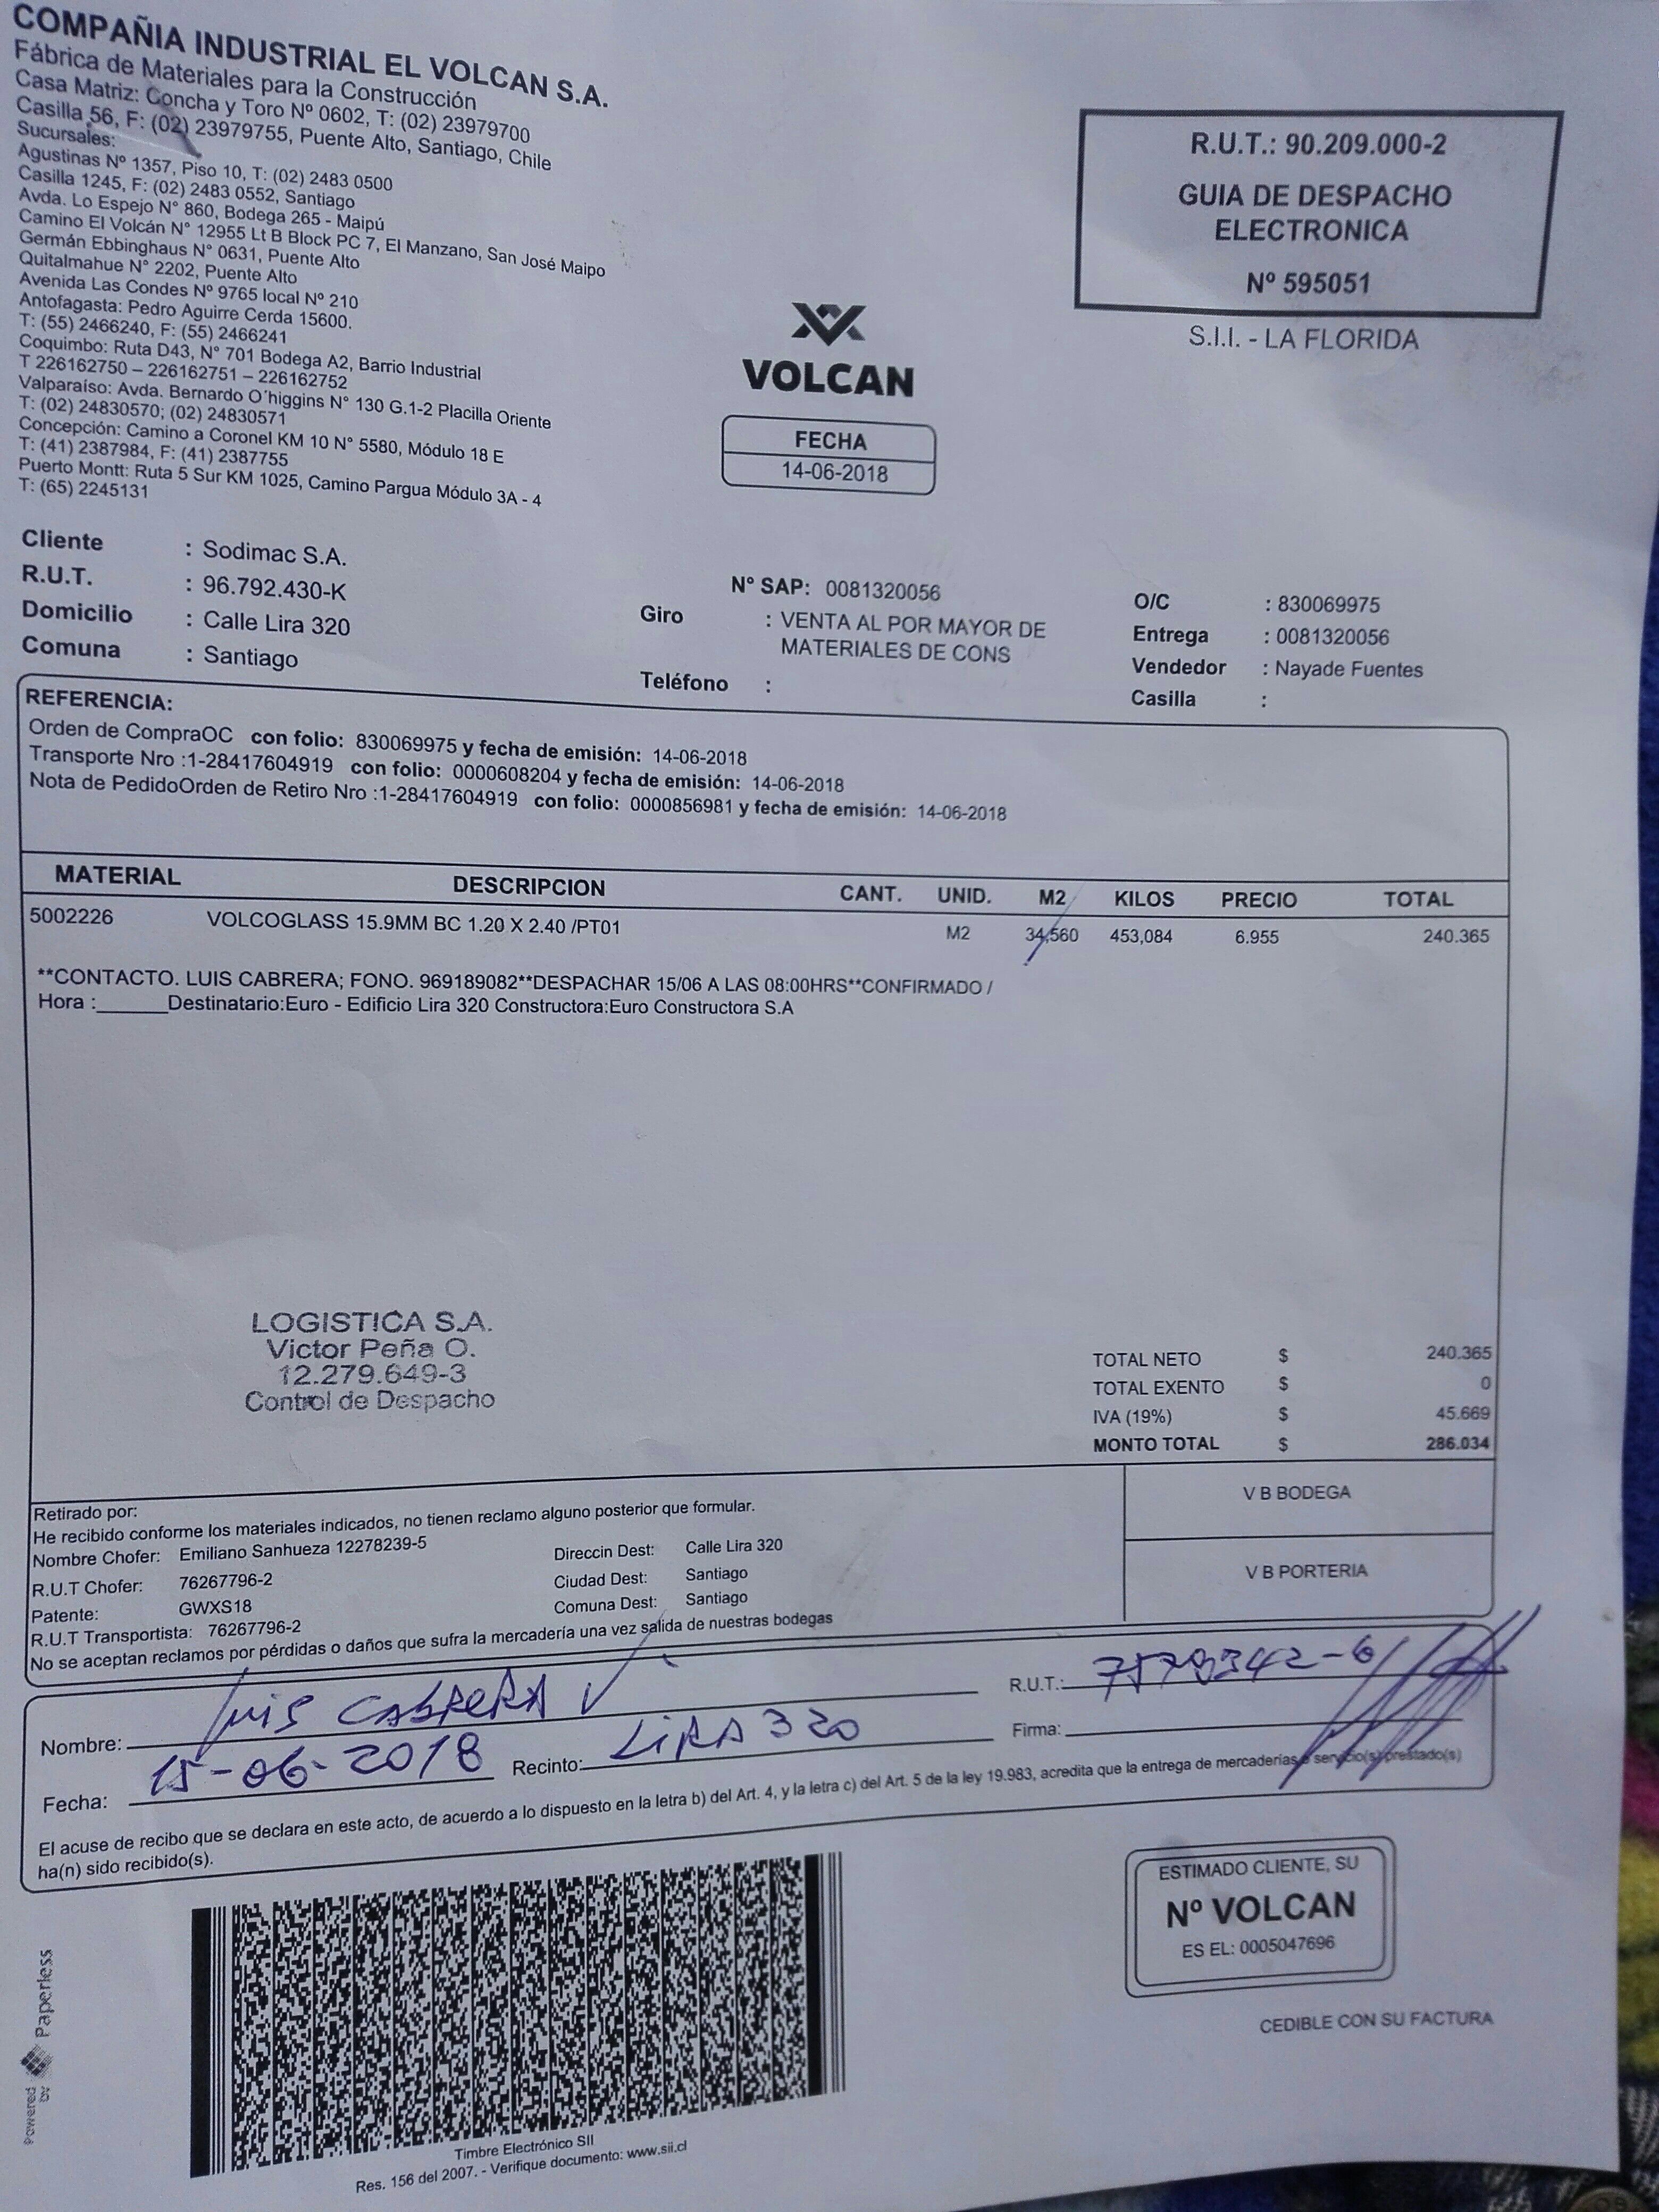 COMPAÑIA INDUSTRIAL EL VOLCAN S.A.
Fábrica de Materiales para la Construcción
Casa Matriz: Concha y Toro Nº 0602, T: (02) 23979700
Casilla 56, F: (02) 23979755, Puente Alto, Santiago, Chile
Sucursales:
Agustinas Nº 1357, Piso 10, T: (02) 2483 0500
Casilla 1245, F: (02) 2483 0552, Santiago
Avda. Lo Espejo N° 860, Bodega 265 - Maipú
Camino El Volcán N° 12955 Lt B Block PC 7, El Manzano, San José Maipo
Germán Ebbinghaus N° 0631, Puente Alto
Quitalmahue N° 2202, Puente Alto
Avenida Las Condes Nº 9765 local Nº 210
Antofagasta: Pedro Aguirre Cerda 15600.
T: (55) 2466240, F: (55) 2466241
Coquimbo: Ruta D43, N° 701 Bodega A2, Barrio Industrial
T 226162750 – 226162751 – 226162752
Valparaíso: Avda. Bernardo O´higgins N° 130 G.1-2 Placilla Oriente
T: (02) 24830570; (02) 24830571
Concepción: Camino a Coronel KM 10 N° 5580, Módulo 18 E
T: (41) 2387984, F: (41) 2387755
Puerto Montt: Ruta 5 Sur KM 1025, Camino Pargua Módulo 3A - 4
T: (65) 2245131
R.U.T.: 90.209.000-2
GUIA DE DESPACHO
ELECTRONICA
Nº 595051
S.I.I. - LA FLORIDA
VOLCAN
FECHA
14-06-2018
Cliente : Sodimac S.A.
R.U.T. : 96.792.430-K
Domicilio : Calle Lira 320
Comuna : Santiago
Nº SAP: 0081320056
Giro : VENTA AL POR MAYOR DE
MATERIALES DE CONS
Teléfono :
O/C : 830069975
Entrega : 0081320056
Vendedor : Nayade Fuentes
Casilla :
REFERENCIA:
Orden de CompraOC con folio: 830069975 y fecha de emisión: 14-06-2018
Transporte Nro :1-28417604919 con folio: 0000608204 y fecha de emisión: 14-06-2018
Nota de PedidoOrden de Retiro Nro :1-28417604919 con folio: 0000856981 y fecha de emisión: 14-06-2018
MATERIAL DESCRIPCION CANT. UNID. M2 KILOS PRECIO TOTAL
5002226 VOLCOGLASS 15.9MM BC 1.20 X 2.40 /PT01 M2 34,560 453,084 6.955 240.365
**CONTACTO. LUIS CABRERA; FONO. 969189082**DESPACHAR 15/06 A LAS 08:00HRS**CONFIRMADO /
Hora :______Destinatario:Euro - Edificio Lira 320 Constructora:Euro Constructora S.A
LOGISTICA S.A.
Victor Peña O.
12.279.649-3
Control de Despacho
TOTAL NETO $ 240.365
TOTAL EXENTO $ 0
IVA (19%) $ 45.669
MONTO TOTAL $ 286.034
Retirado por:
He recibido conforme los materiales indicados, no tienen reclamo alguno posterior que formular.
Nombre Chofer: Emiliano Sanhueza 12278239-5 Direccin Dest: Calle Lira 320
R.U.T Chofer: 76267796-2 Ciudad Dest: Santiago
Patente: GWXS18 Comuna Dest: Santiago
R.U.T Transportista: 76267796-2
No se aceptan reclamos por pérdidas o daños que sufra la mercadería una vez salida de nuestras bodegas
V B BODEGA
V B PORTERIA
Nombre: Luis CABRERA V R.U.T.: 7579342-6
Fecha: 15-06-2018 Recinto: LIRA 320 Firma:
El acuse de recibo que se declara en este acto, de acuerdo a lo dispuesto en la letra b) del Art. 4, y la letra c) del Art. 5 de la ley 19.983, acredita que la entrega de mercaderías o servicio(s) prestado(s)
ha(n) sido recibido(s).
Powered by Paperless
Timbre Electrónico SII
Res. 156 del 2007. - Verifique documento: www.sii.cl
ESTIMADO CLIENTE, SU
Nº VOLCAN
ES EL: 0005047696
CEDIBLE CON SU FACTURA